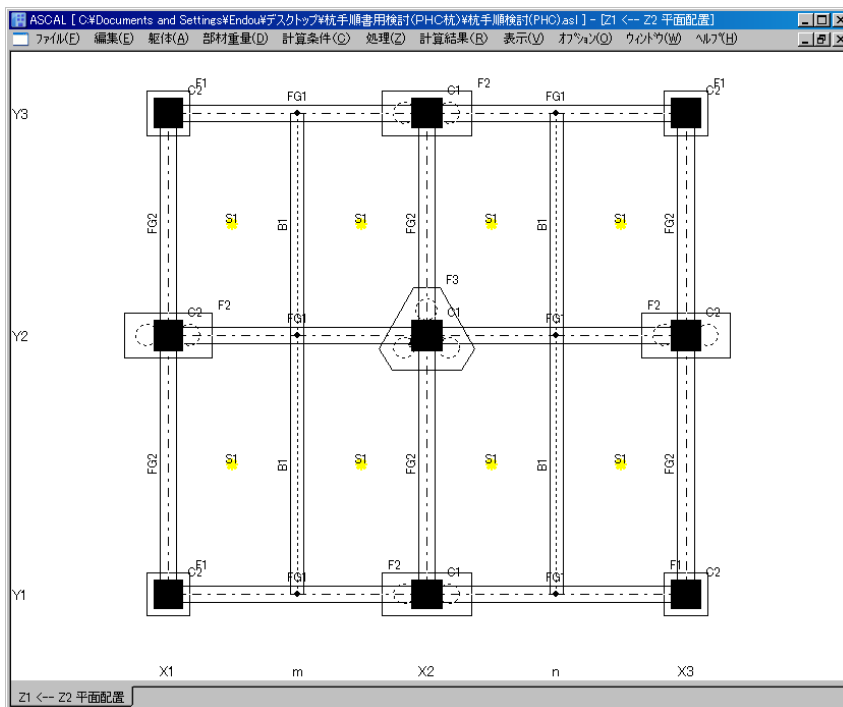 ASCAL [ C:¥Documents and Settings¥Endou¥デスクトップ¥杭手順書用検討(PHC杭)¥杭手順検討(PHC).asl ] - [Z1 <-- Z2 平面配置]
ファイル(F) 編集(E) 躯体(A) 部材重量(D) 計算条件(C) 処理(Z) 計算結果(R) 表示(V) オプション(O) ウィンドウ(W) ヘルプ(H)
F1 F2 F1
C2 C1 C2
FG1 FG1
Y3
S1 S1 S1 S1
FG2 B1 FG2 B1 FG2
F3
F2 F2
C2 C1 C2
FG1 FG1
Y2
S1 S1 S1 S1
FG2 B1 FG2 B1 FG2
F1 F2 F1
C2 C1 C2
FG1 FG1
Y1
X1 m X2 n X3
Z1 <-- Z2 平面配置